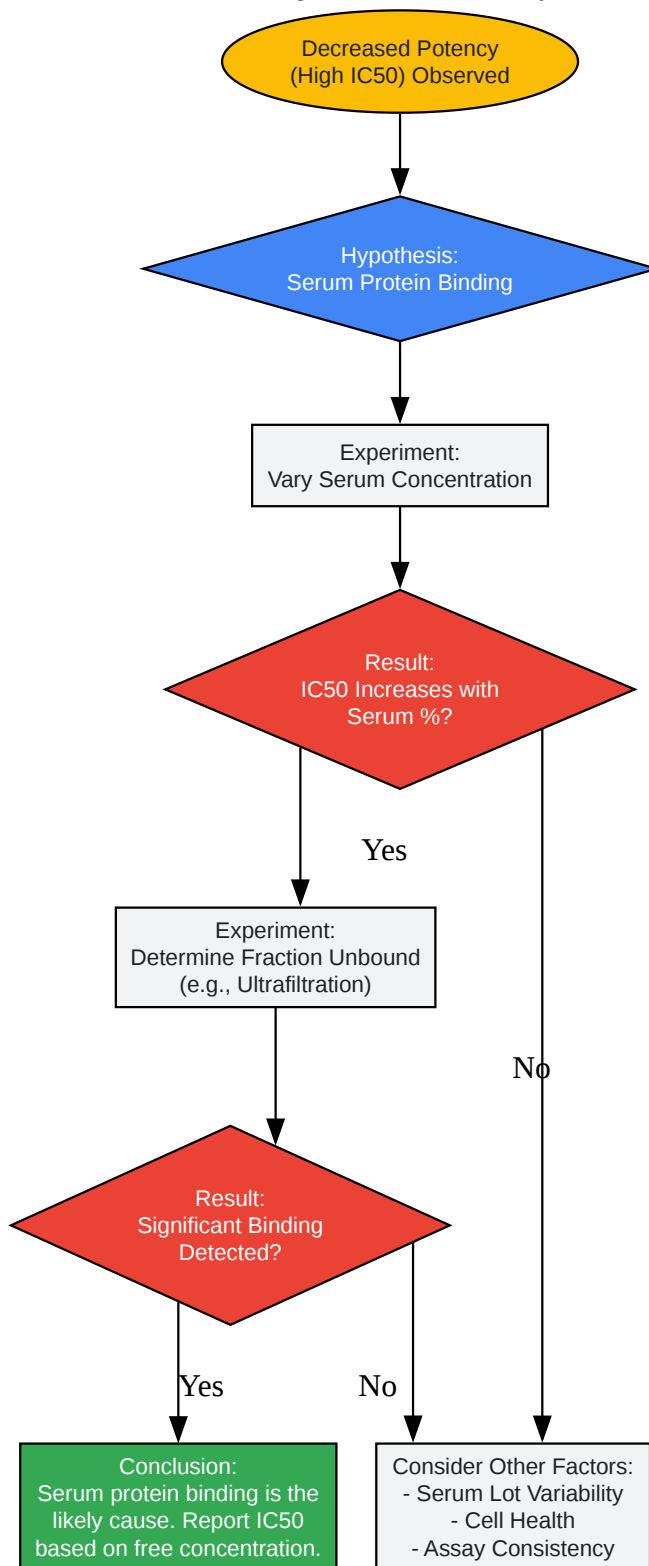 Decreased Potency
(High IC50) Observed
Hypothesis:
Serum Protein Binding
Experiment:
Vary Serum Concentration
Result:
IC50 Increases with
Serum %?
Yes
Experiment:
Determine Fraction Unbound
(e.g., Ultrafiltration)
No
Result:
Significant Binding
Detected?
Yes
No
Conclusion:
Serum protein binding is the
likely cause. Report IC50
based on free concentration.
Consider Other Factors:
- Serum Lot Variability
- Cell Health
- Assay Consistency